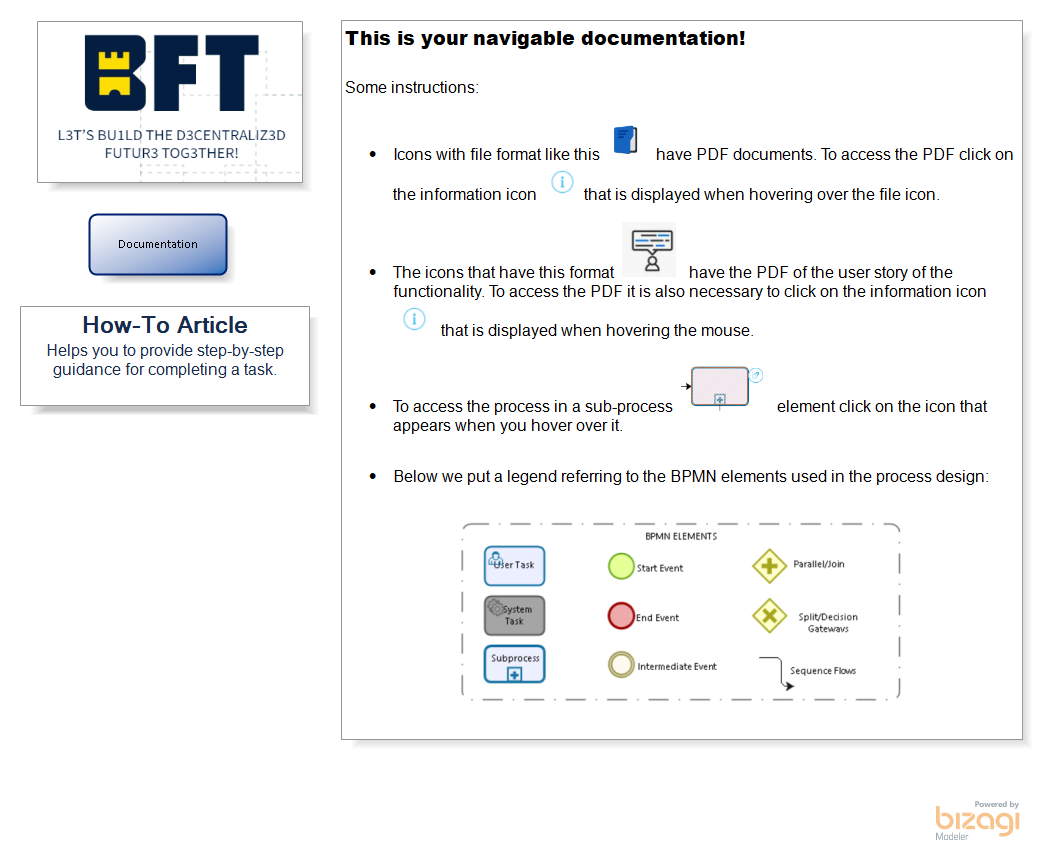 BFT
L3T'S BU1LD THE D3CENTRALIZ3D
FUTUR3 TOG3THER!
Documentation
How-To Article
Helps you to provide step-by-step
guidance for completing a task.
This is your navigable documentation!
Some instructions:
• Icons with file format like this have PDF documents. To access the PDF click on
the information icon that is displayed when hovering over the file icon.
• The icons that have this format have the PDF of the user story of the
functionality. To access the PDF it is also necessary to click on the information icon
that is displayed when hovering the mouse.
• To access the process in a sub-process element click on the icon that
appears when you hover over it.
• Below we put a legend referring to the BPMN elements used in the process design:
BPMN ELEMENTS
User Task
Start Event
Parallel/Join
System
Task
End Event
Split/Decision
Gateways
Subprocess
Intermediate Event
Sequence Flows
Powered by
bizagi
Modeler